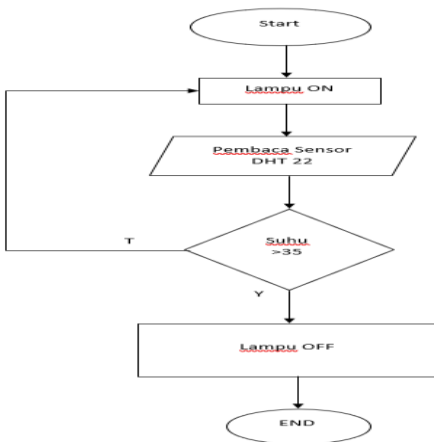 Start
Lampu ON
Pembaca Sensor
DHT 22
Suhu
>35
T
Y
Lampu OFF
END